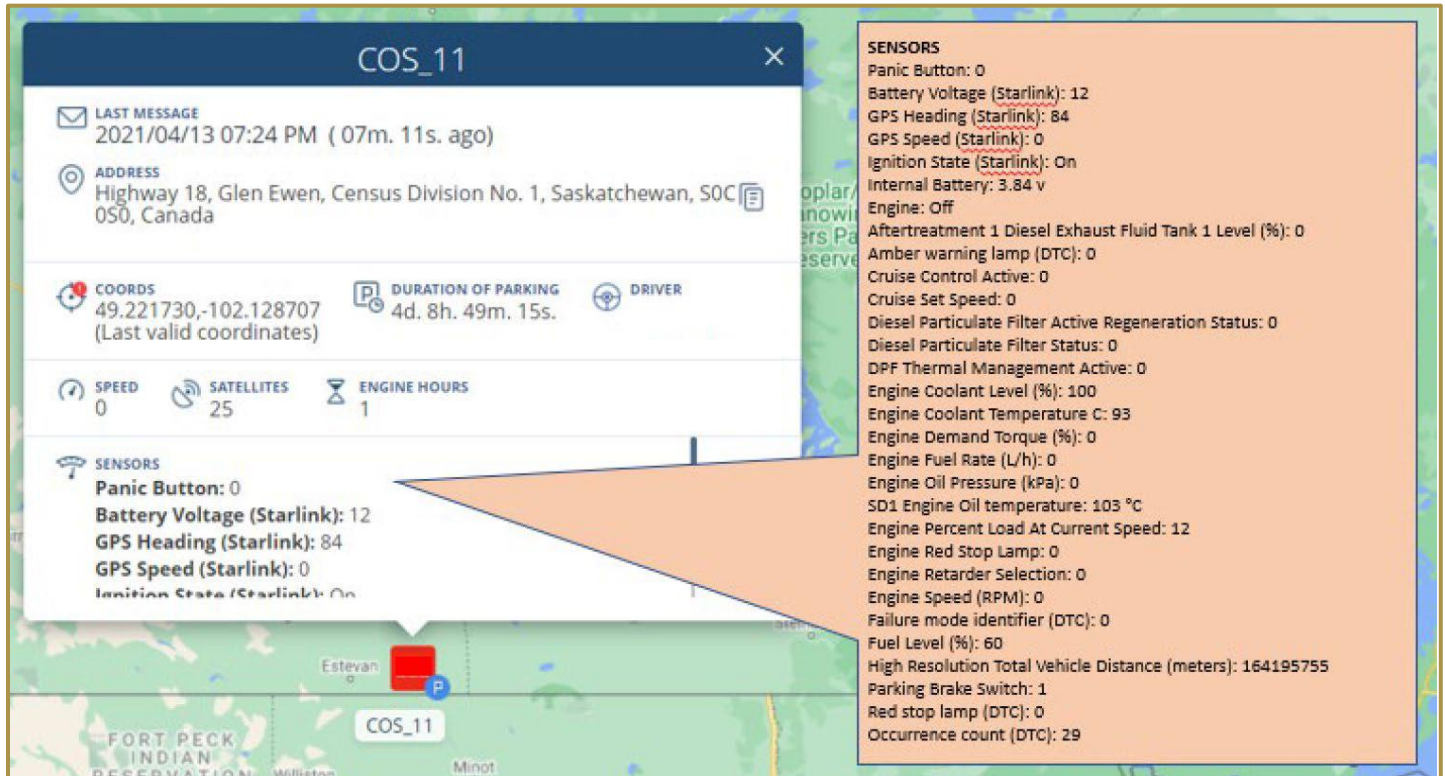 COS_11
LAST MESSAGE
2021/04/13 07:24 PM ( 07m. 11s. ago)
ADDRESS
Highway 18, Glen Ewen, Census Division No. 1, Saskatchewan, S0C
0S0, Canada
COORDS
49.221730,-102.128707
(Last valid coordinates)
DURATION OF PARKING
4d. 8h. 49m. 15s.
DRIVER
SPEED
0
SATELLITES
25
ENGINE HOURS
1
SENSORS
Panic Button: 0
Battery Voltage (Starlink): 12
GPS Heading (Starlink): 84
GPS Speed (Starlink): 0
Ignition State (Starlink): On
SENSORS
Panic Button: 0
Battery Voltage (Starlink): 12
GPS Heading (Starlink): 84
GPS Speed (Starlink): 0
Ignition State (Starlink): On
Internal Battery: 3.84 v
Engine: Off
Aftertreatment 1 Diesel Exhaust Fluid Tank 1 Level (%): 0
Amber warning lamp (DTC): 0
Cruise Control Active: 0
Cruise Set Speed: 0
Diesel Particulate Filter Active Regeneration Status: 0
Diesel Particulate Filter Status: 0
DPF Thermal Management Active: 0
Engine Coolant Level (%): 100
Engine Coolant Temperature C: 93
Engine Demand Torque (%): 0
Engine Fuel Rate (L/h): 0
Engine Oil Pressure (kPa): 0
SD1 Engine Oil temperature: 103 °C
Engine Percent Load At Current Speed: 12
Engine Red Stop Lamp: 0
Engine Retarder Selection: 0
Engine Speed (RPM): 0
Failure mode identifier (DTC): 0
Fuel Level (%): 60
High Resolution Total Vehicle Distance (meters): 164195755
Parking Brake Switch: 1
Red stop lamp (DTC): 0
Occurrence count (DTC): 29
Estevan
P
COS_11
FORT PECK
INDIAN
RESERVATION
Williston
Minot